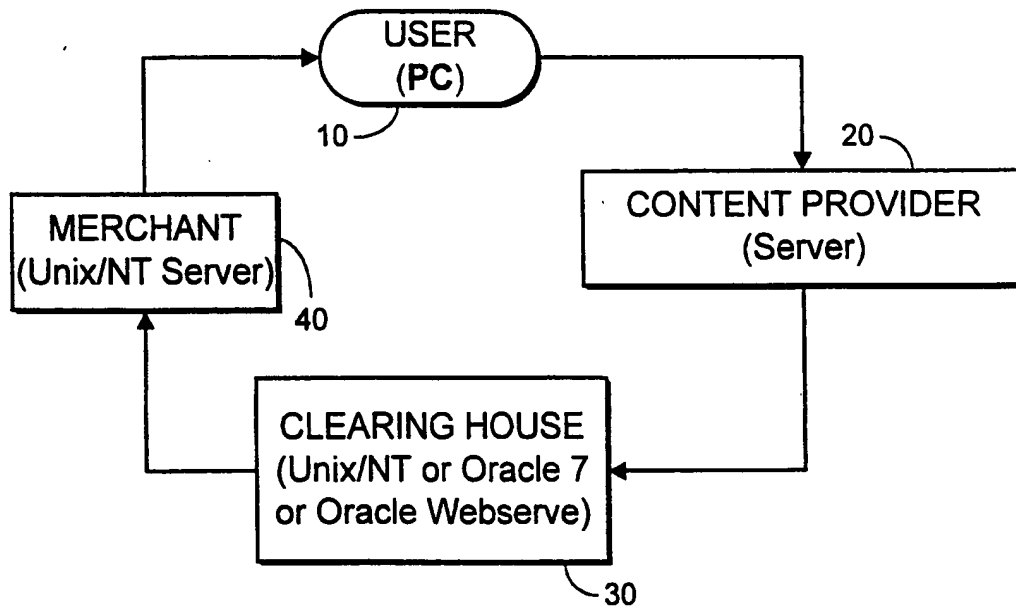 USER
(PC)
10
20
CONTENT PROVIDER
(Server)
MERCHANT
(Unix/NT Server)
40
CLEARING HOUSE
(Unix/NT or Oracle 7
or Oracle Webserve)
30